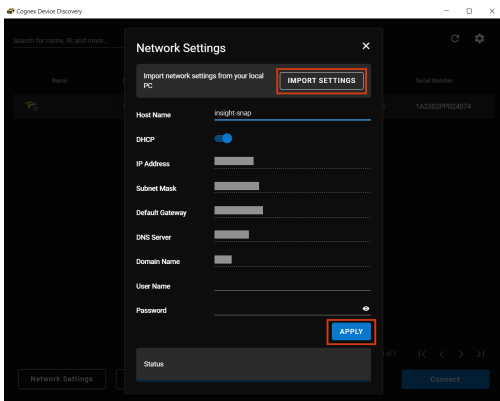 Cognex Device Discovery
Search for name, IP, and more...
Network Settings
Import network settings from your local PC
IMPORT SETTINGS
Name
Serial Number
Host Name
insight-snap
1A2302PP024074
DHCP
IP Address
Subnet Mask
Default Gateway
DNS Server
Domain Name
User Name
Password
APPLY
of 1
Status
Network Settings
Connect